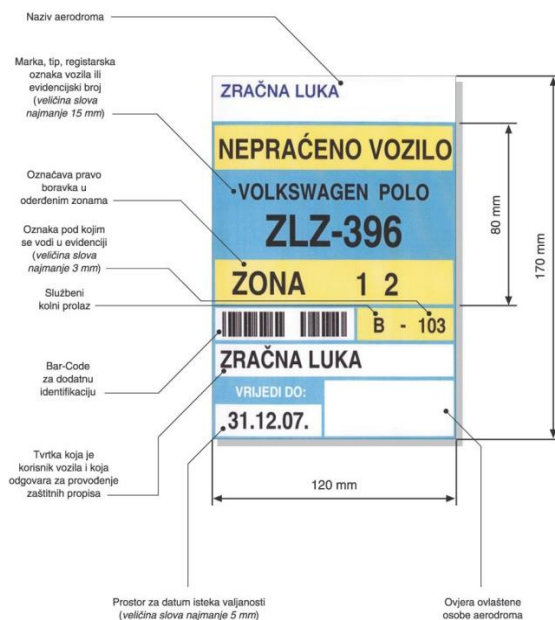 Naziv aerodroma
Marka, tip, registarska
oznaka vozila ili
evidencijski broj
(veličina slova
najmanje 15 mm)
Označava pravo
boravka u
oderđenim zonama
Oznaka pod kojim
se vodi u evidenciji
(veličina slova
najmanje 3 mm)
Službeni
kolni prolaz
Bar-Code
za dodatnu
identifikaciju
Tvrtka koja je
korisnik vozila i koja
odgovara za provođenje
zaštitnih propisa
ZRAČNA LUKA
NEPRAĆENO VOZILO
VOLKSWAGEN POLO
ZLZ-396
ZONA 1 2
B - 103
ZRAČNA LUKA
VRIJEDI DO:
31.12.07.
80 mm
170 mm
120 mm
Prostor za datum isteka valjanosti
(veličina slova najmanje 5 mm)
Ovjera ovlaštene
osobe aerodroma